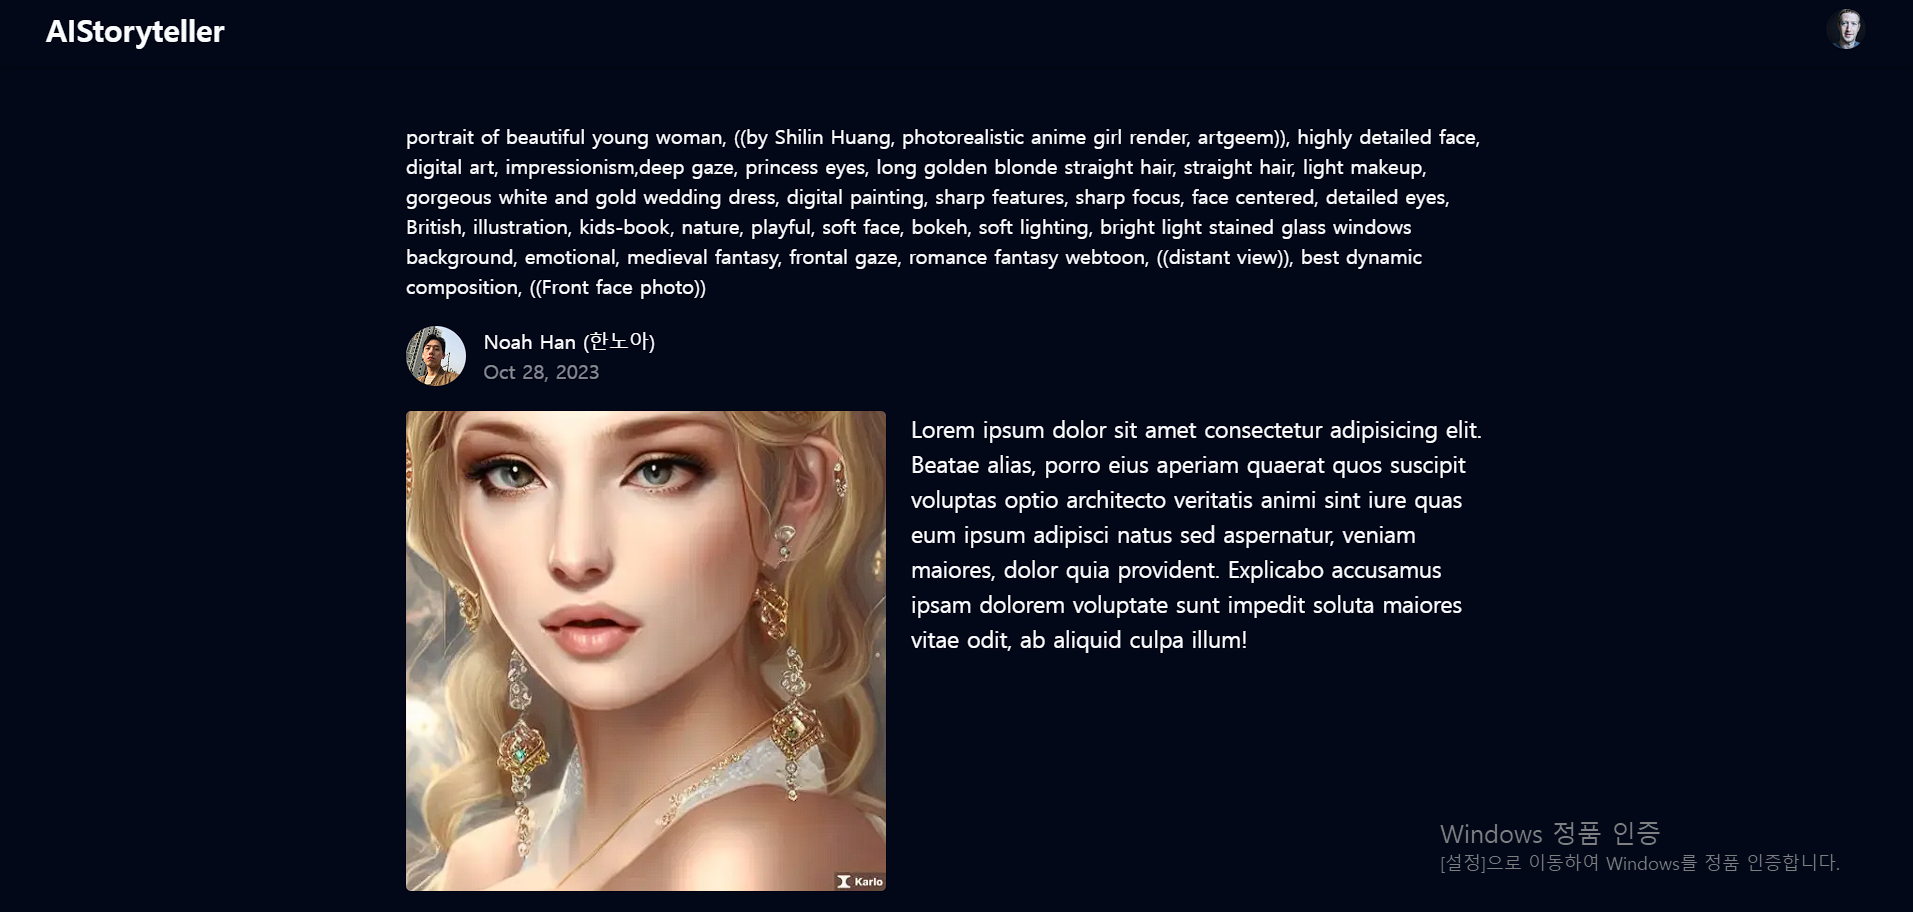 AIStoryteller
portrait of beautiful young woman, ((by Shilin Huang, photorealistic anime girl render, artgeem)), highly detailed face,
digital art, impressionism,deep gaze, princess eyes, long golden blonde straight hair, straight hair, light makeup,
gorgeous white and gold wedding dress, digital painting, sharp features, sharp focus, face centered, detailed eyes,
British, illustration, kids-book, nature, playful, soft face, bokeh, soft lighting, bright light stained glass windows
background, emotional, medieval fantasy, frontal gaze, romance fantasy webtoon, ((distant view)), best dynamic
composition, ((Front face photo))
Noah Han (한노아)
Oct 28, 2023
Lorem ipsum dolor sit amet consectetur adipisicing elit.
Beatae alias, porro eius aperiam quaerat quos suscipit
voluptas optio architecto veritatis animi sint iure quas
eum ipsum adipisci natus sed aspernatur, veniam
maiores, dolor quia provident. Explicabo accusamus
ipsam dolorem voluptate sunt impedit soluta maiores
vitae odit, ab aliquid culpa illum!
Karlo
Windows 정품 인증
[설정]으로 이동하여 Windows를 정품 인증합니다.